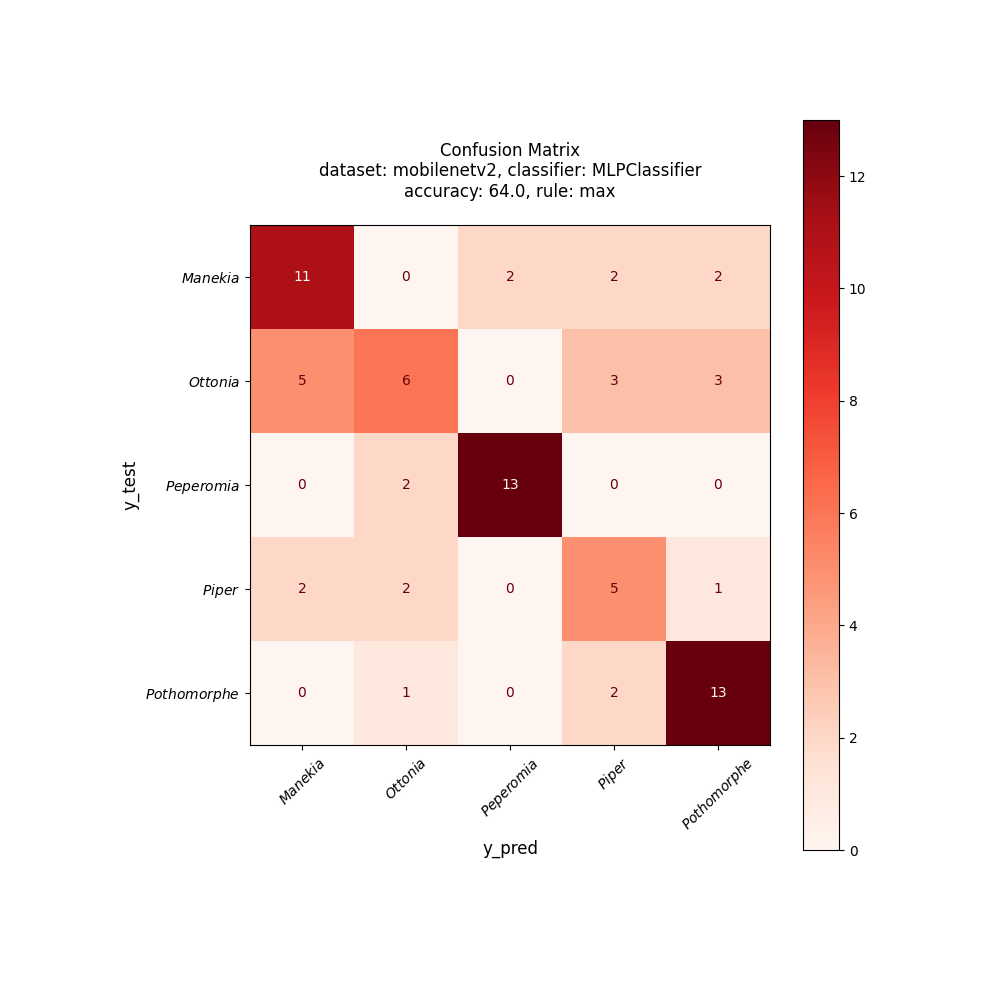 Confusion Matrix
dataset: mobilenetv2, classifier: MLPClassifier
accuracy: 64.0, rule: max
y_test
Manekia 11 0 2 2 2
Ottonia 5 6 0 3 3
Peperomia 0 2 13 0 0
Piper 2 2 0 5 1
Pothomorphe 0 1 0 2 13
Manekia Ottonia Peperomia Piper Pothomorphe
y_pred
12
10
8
6
4
2
0